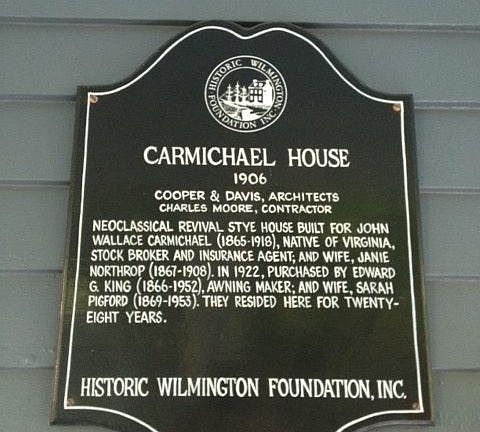 HISTORIC WILMINGTON
FOUNDATION INC.
CARMICHAEL HOUSE
1906
COOPER & DAVIS, ARCHITECTS
CHARLES MOORE, CONTRACTOR
NEOCLASSICAL REVIVAL STYE HOUSE BUILT FOR JOHN
WALLACE CARMICHAEL (1865-1918), NATIVE OF VIRGINIA,
STOCK BROKER AND INSURANCE AGENT; AND WIFE, JANIE
NORTHROP (1867-1908). IN 1922, PURCHASED BY EDWARD
G. KING (1866-1952), AWNING MAKER; AND WIFE, SARAH
PIGFORD (1869-1953). THEY RESIDED HERE FOR TWENTY-
EIGHT YEARS.
HISTORIC WILMINGTON FOUNDATION, INC.